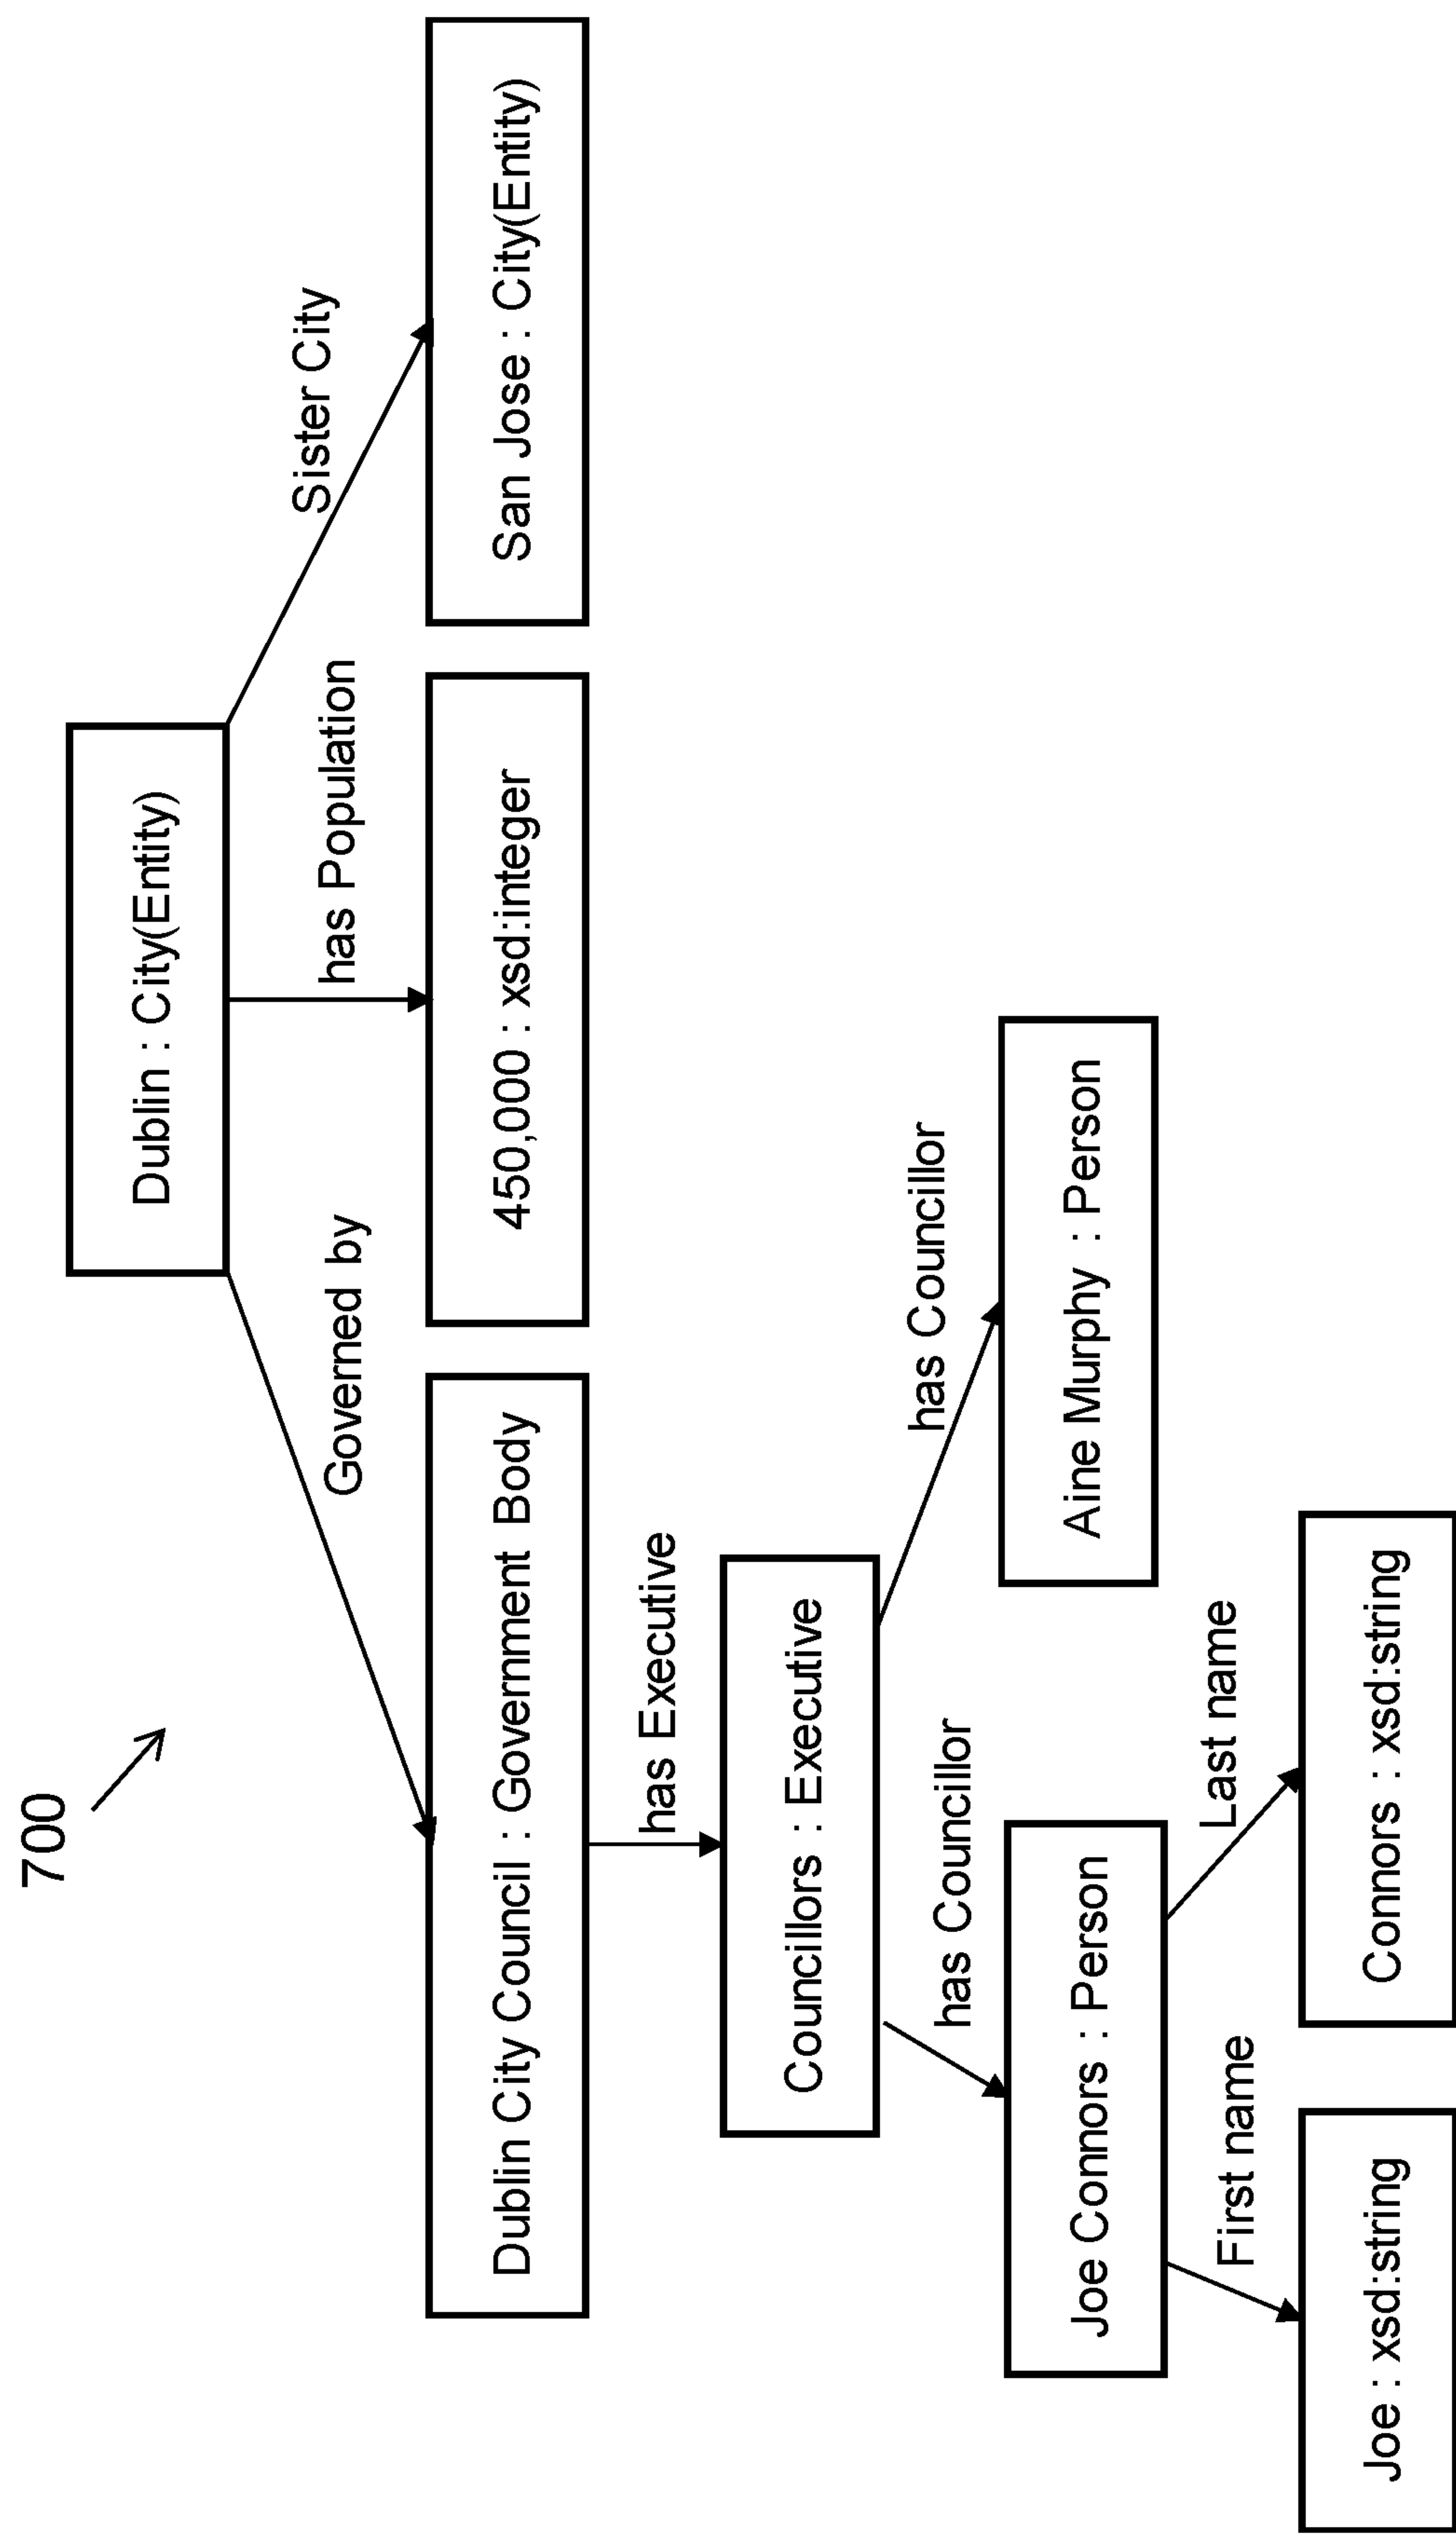 700
Dublin : City(Entity)
Governed by
has Population
Sister City
Dublin City Council : Government Body
450,000 : xsd:integer
San Jose : City(Entity)
has Executive
Councillors : Executive
has Councillor
has Councillor
Joe Connors : Person
Aine Murphy : Person
First name
Last name
Joe : xsd:string
Connors : xsd:string